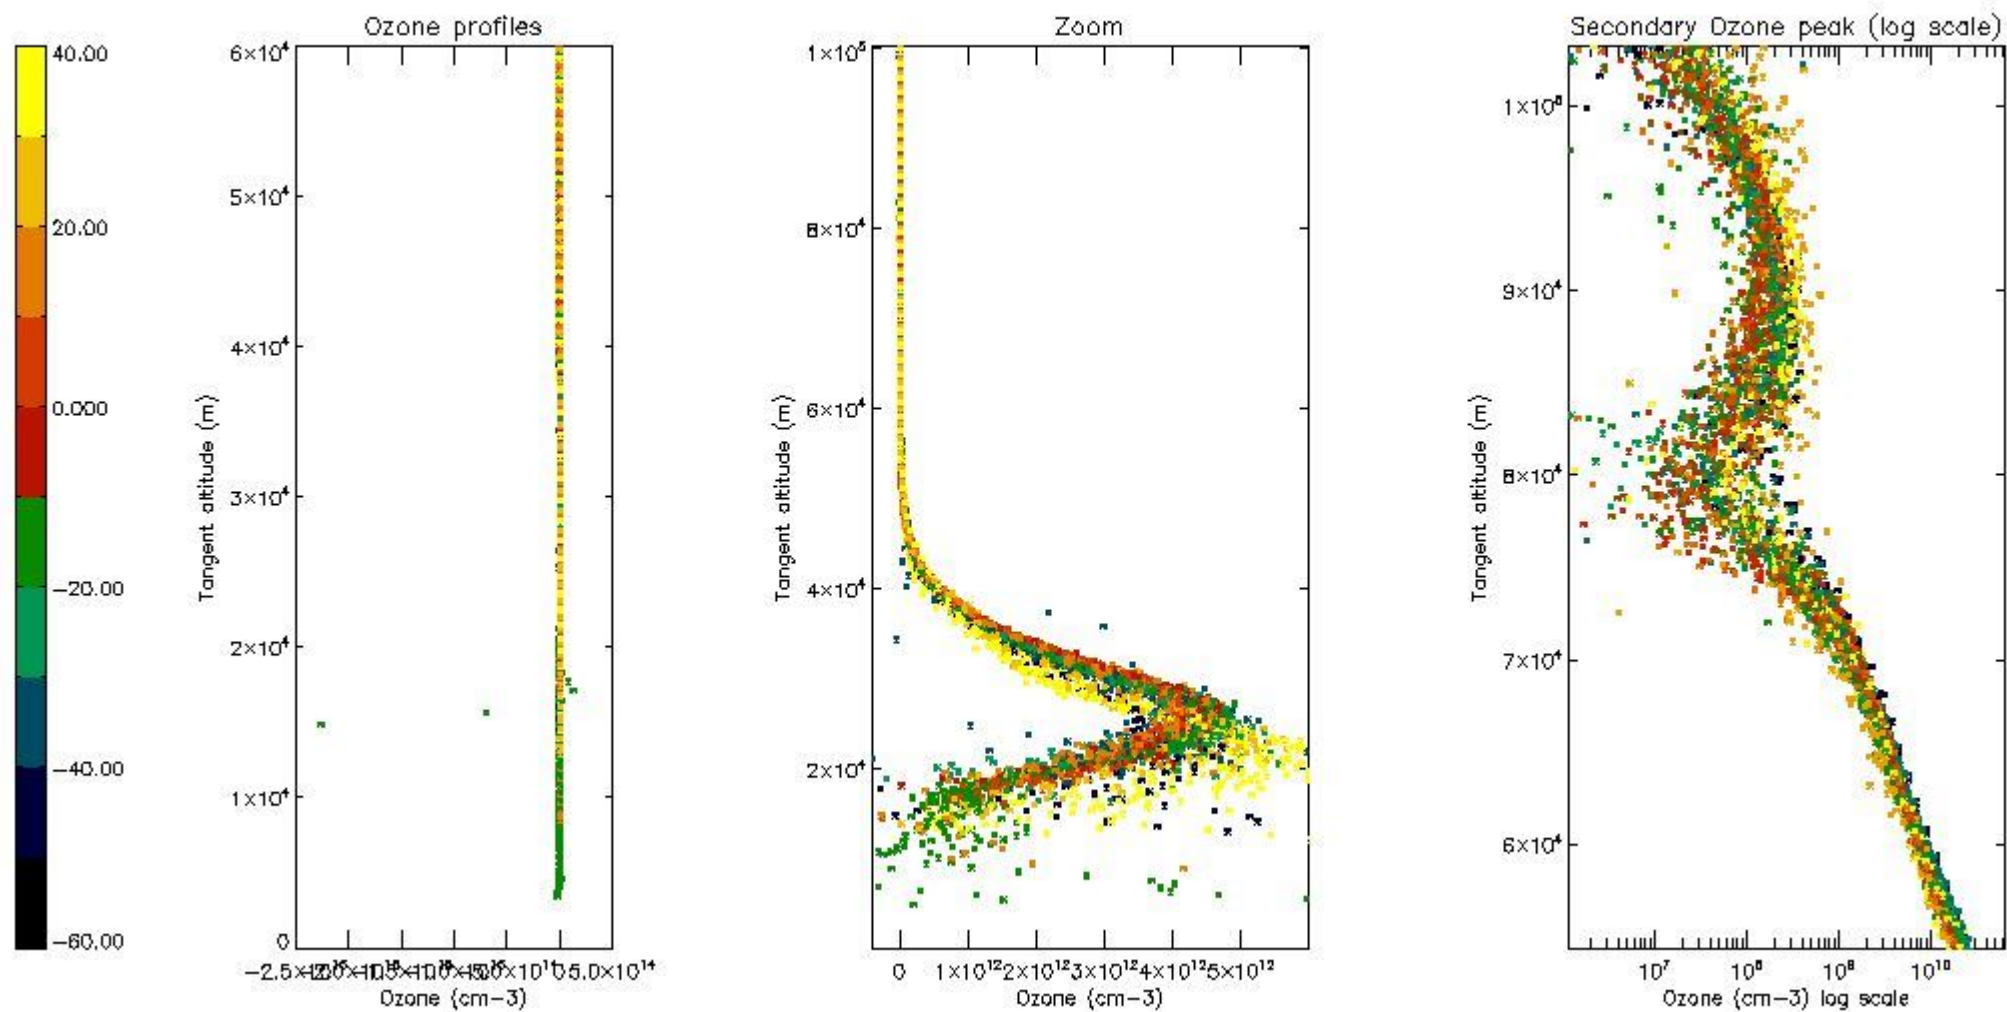 Ozone profiles
Zoom
Secondary Ozone peak (log scale)
40.00
20.00
0.000
−20.00
−40.00
−60.00
6×10⁴
5×10⁴
4×10⁴
3×10⁴
2×10⁴
1×10⁴
0
Tangent altitude (m)
5.0×10¹⁴
Ozone (cm−3)
1×10⁵
8×10⁴
6×10⁴
4×10⁴
2×10⁴
Tangent altitude (m)
0 1×10¹² 2×10¹² 3×10¹² 4×10¹² 5×10¹²
Ozone (cm−3)
1×10⁵
9×10⁴
8×10⁴
7×10⁴
6×10⁴
Tangent altitude (m)
10⁷ 10⁸ 10⁹ 10¹⁰
Ozone (cm−3) log scale